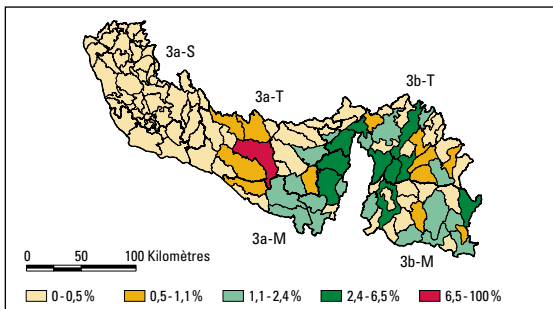 3a-S
3a-T
3b-T
3a-M
3b-M
0 50 100 Kilomètres
0 - 0,5 % 0,5 - 1,1 % 1,1 - 2,4 % 2,4 - 6,5 % 6,5 - 100 %